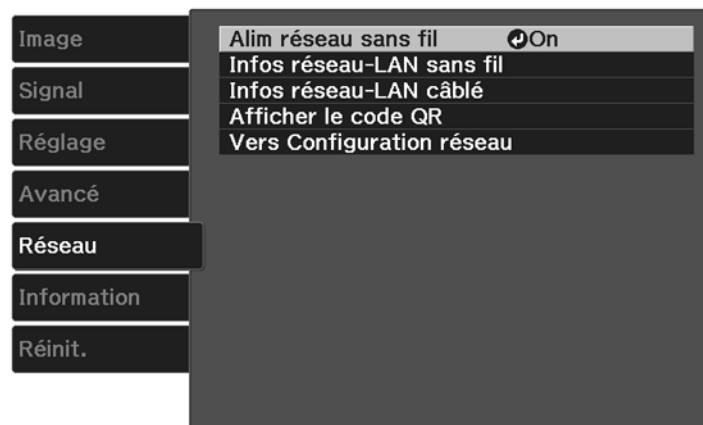 Image
Signal
Réglage
Avancé
Réseau
Information
Réinit.
Alim réseau sans fil On
Infos réseau-LAN sans fil
Infos réseau-LAN câblé
Afficher le code QR
Vers Configuration réseau